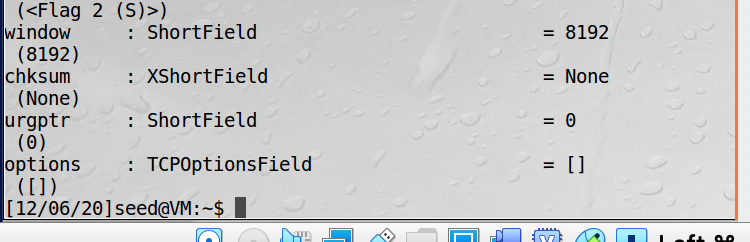 (<Flag 2 (S)>)
window : ShortField = 8192
(8192)
chksum : XShortField = None
(None)
urgptr : ShortField = 0
(0)
options : TCPOptionsField = []
([])
[12/06/20]seed@VM:~$
Left ⌘